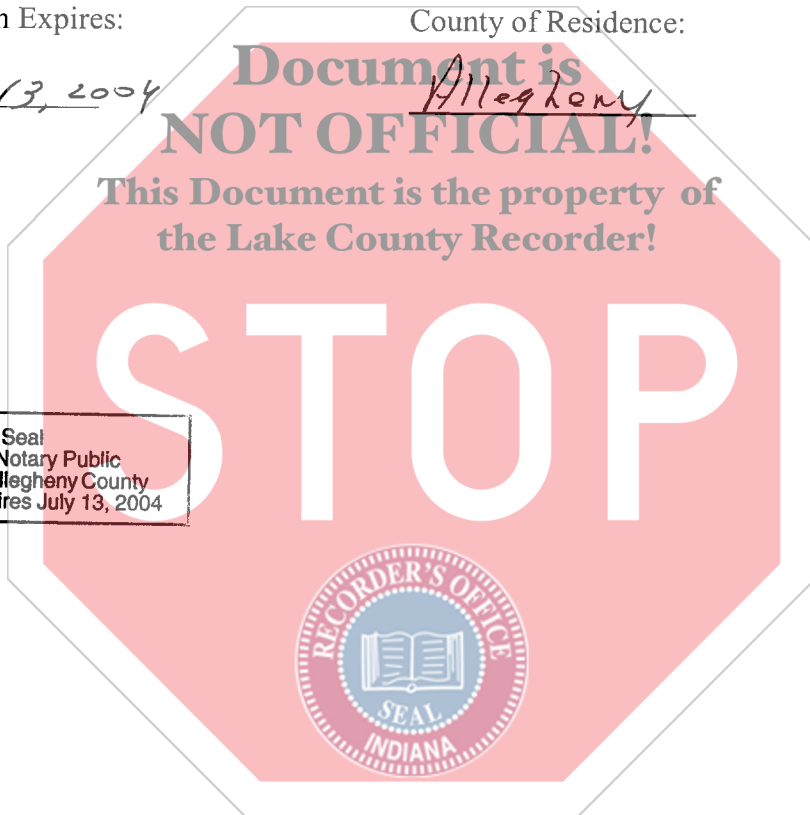 n Expires:
County of Residence:
Document is
13, 2004
Allegheny
NOT OFFICIAL!
This Document is the property of
the Lake County Recorder!
STOP
Seal
Notary Public
llegheny County
ires July 13, 2004
RECORDER'S OFFICE
SEAL
INDIANA